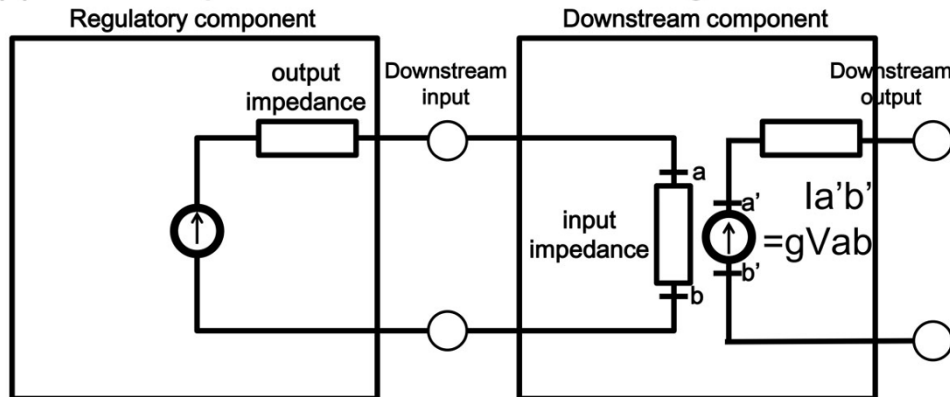 Regulatory component
Downstream component
output
impedance
Downstream
input
Downstream
output
a
a'
Ia'b'
input
impedance
=gVab
b
b'